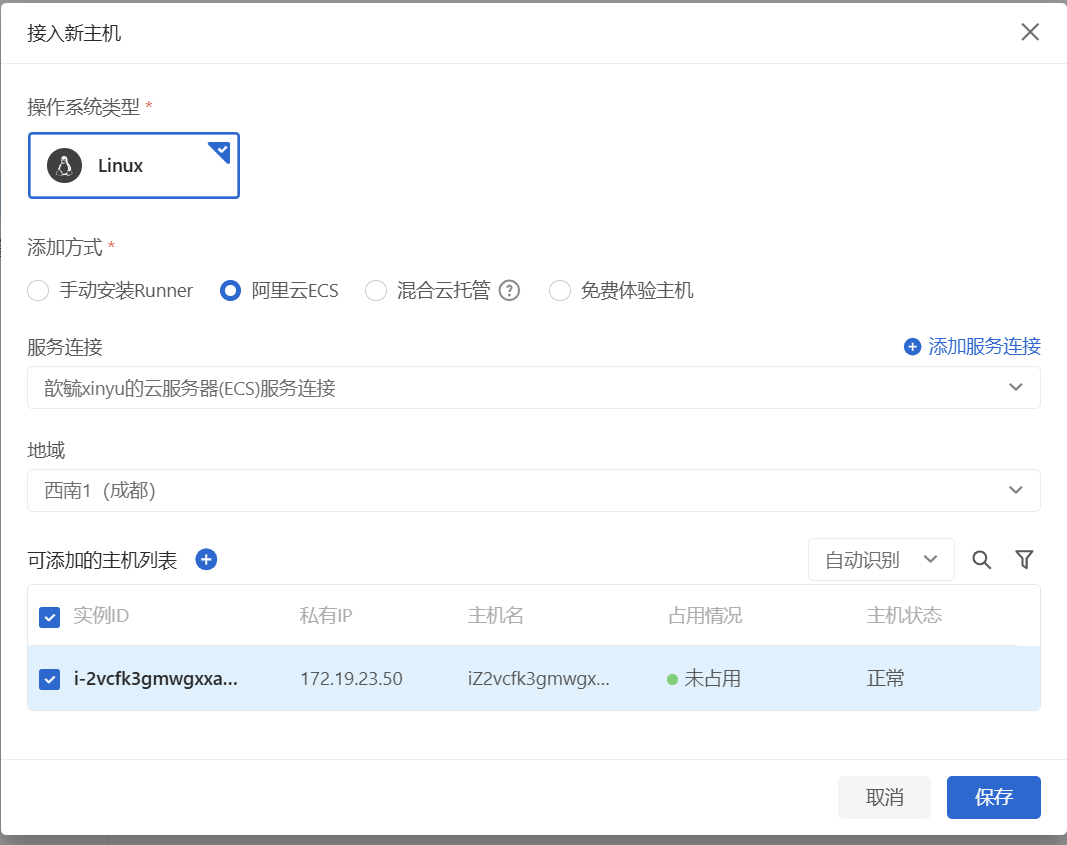 接入新主机
操作系统类型 *
Linux
添加方式 *
手动安装Runner 阿里云ECS 混合云托管 ? 免费体验主机
服务连接 添加服务连接
歆毓xinyu的云服务器(ECS)服务连接
地域
西南1（成都）
可添加的主机列表 自动识别
实例ID 私有IP 主机名 占用情况 主机状态
i-2vcfk3gmwgxxa... 172.19.23.50 iZ2vcfk3gmwgx... 未占用 正常
取消 保存